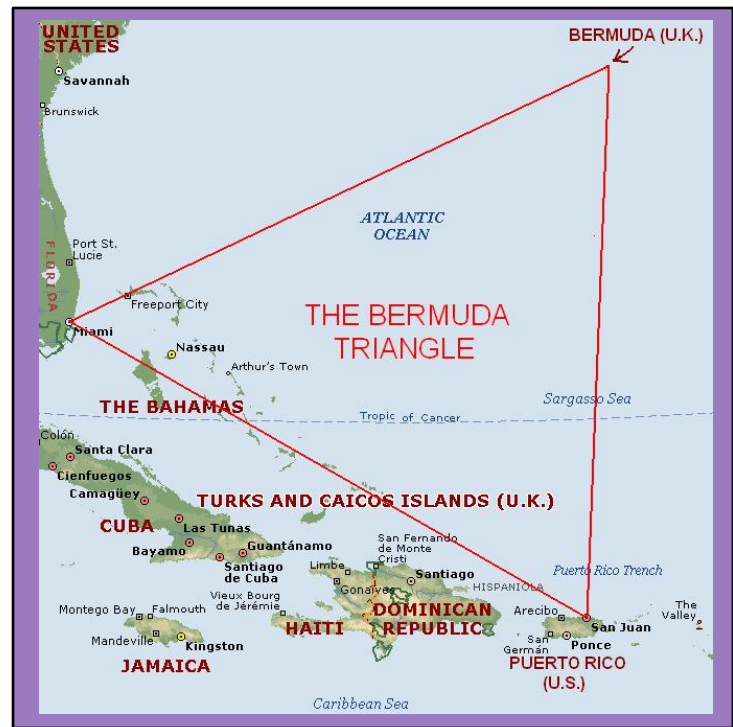 UNITED
STATES
BERMUDA (U.K.)
Savannah
Brunswick
ATLANTIC
OCEAN
Port St.
Lucie
FLORIDA
Freeport City
THE BERMUDA
TRIANGLE
Miami
Nassau
Arthur's Town
THE BAHAMAS
Sargasso Sea
Tropic of Cancer
Colón
Santa Clara
Cienfuegos
Camagüey
TURKS AND CAICOS ISLANDS (U.K.)
CUBA
Las Tunas
Bayamo
Guantánamo
Santiago
de Cuba
San Fernando
de Monte
Cristi
Limbe
Gonaïves
Santiago
HISPANIOLA
Puerto Rico Trench
Vieux Bourg
de Jérémie
Montego Bay
Falmouth
Mandeville
Kingston
JAMAICA
HAITI
DOMINICAN
REPUBLIC
Arecibo
San Juan
The
Valley
San
Germán
Ponce
PUERTO RICO
(U.S.)
Caribbean Sea